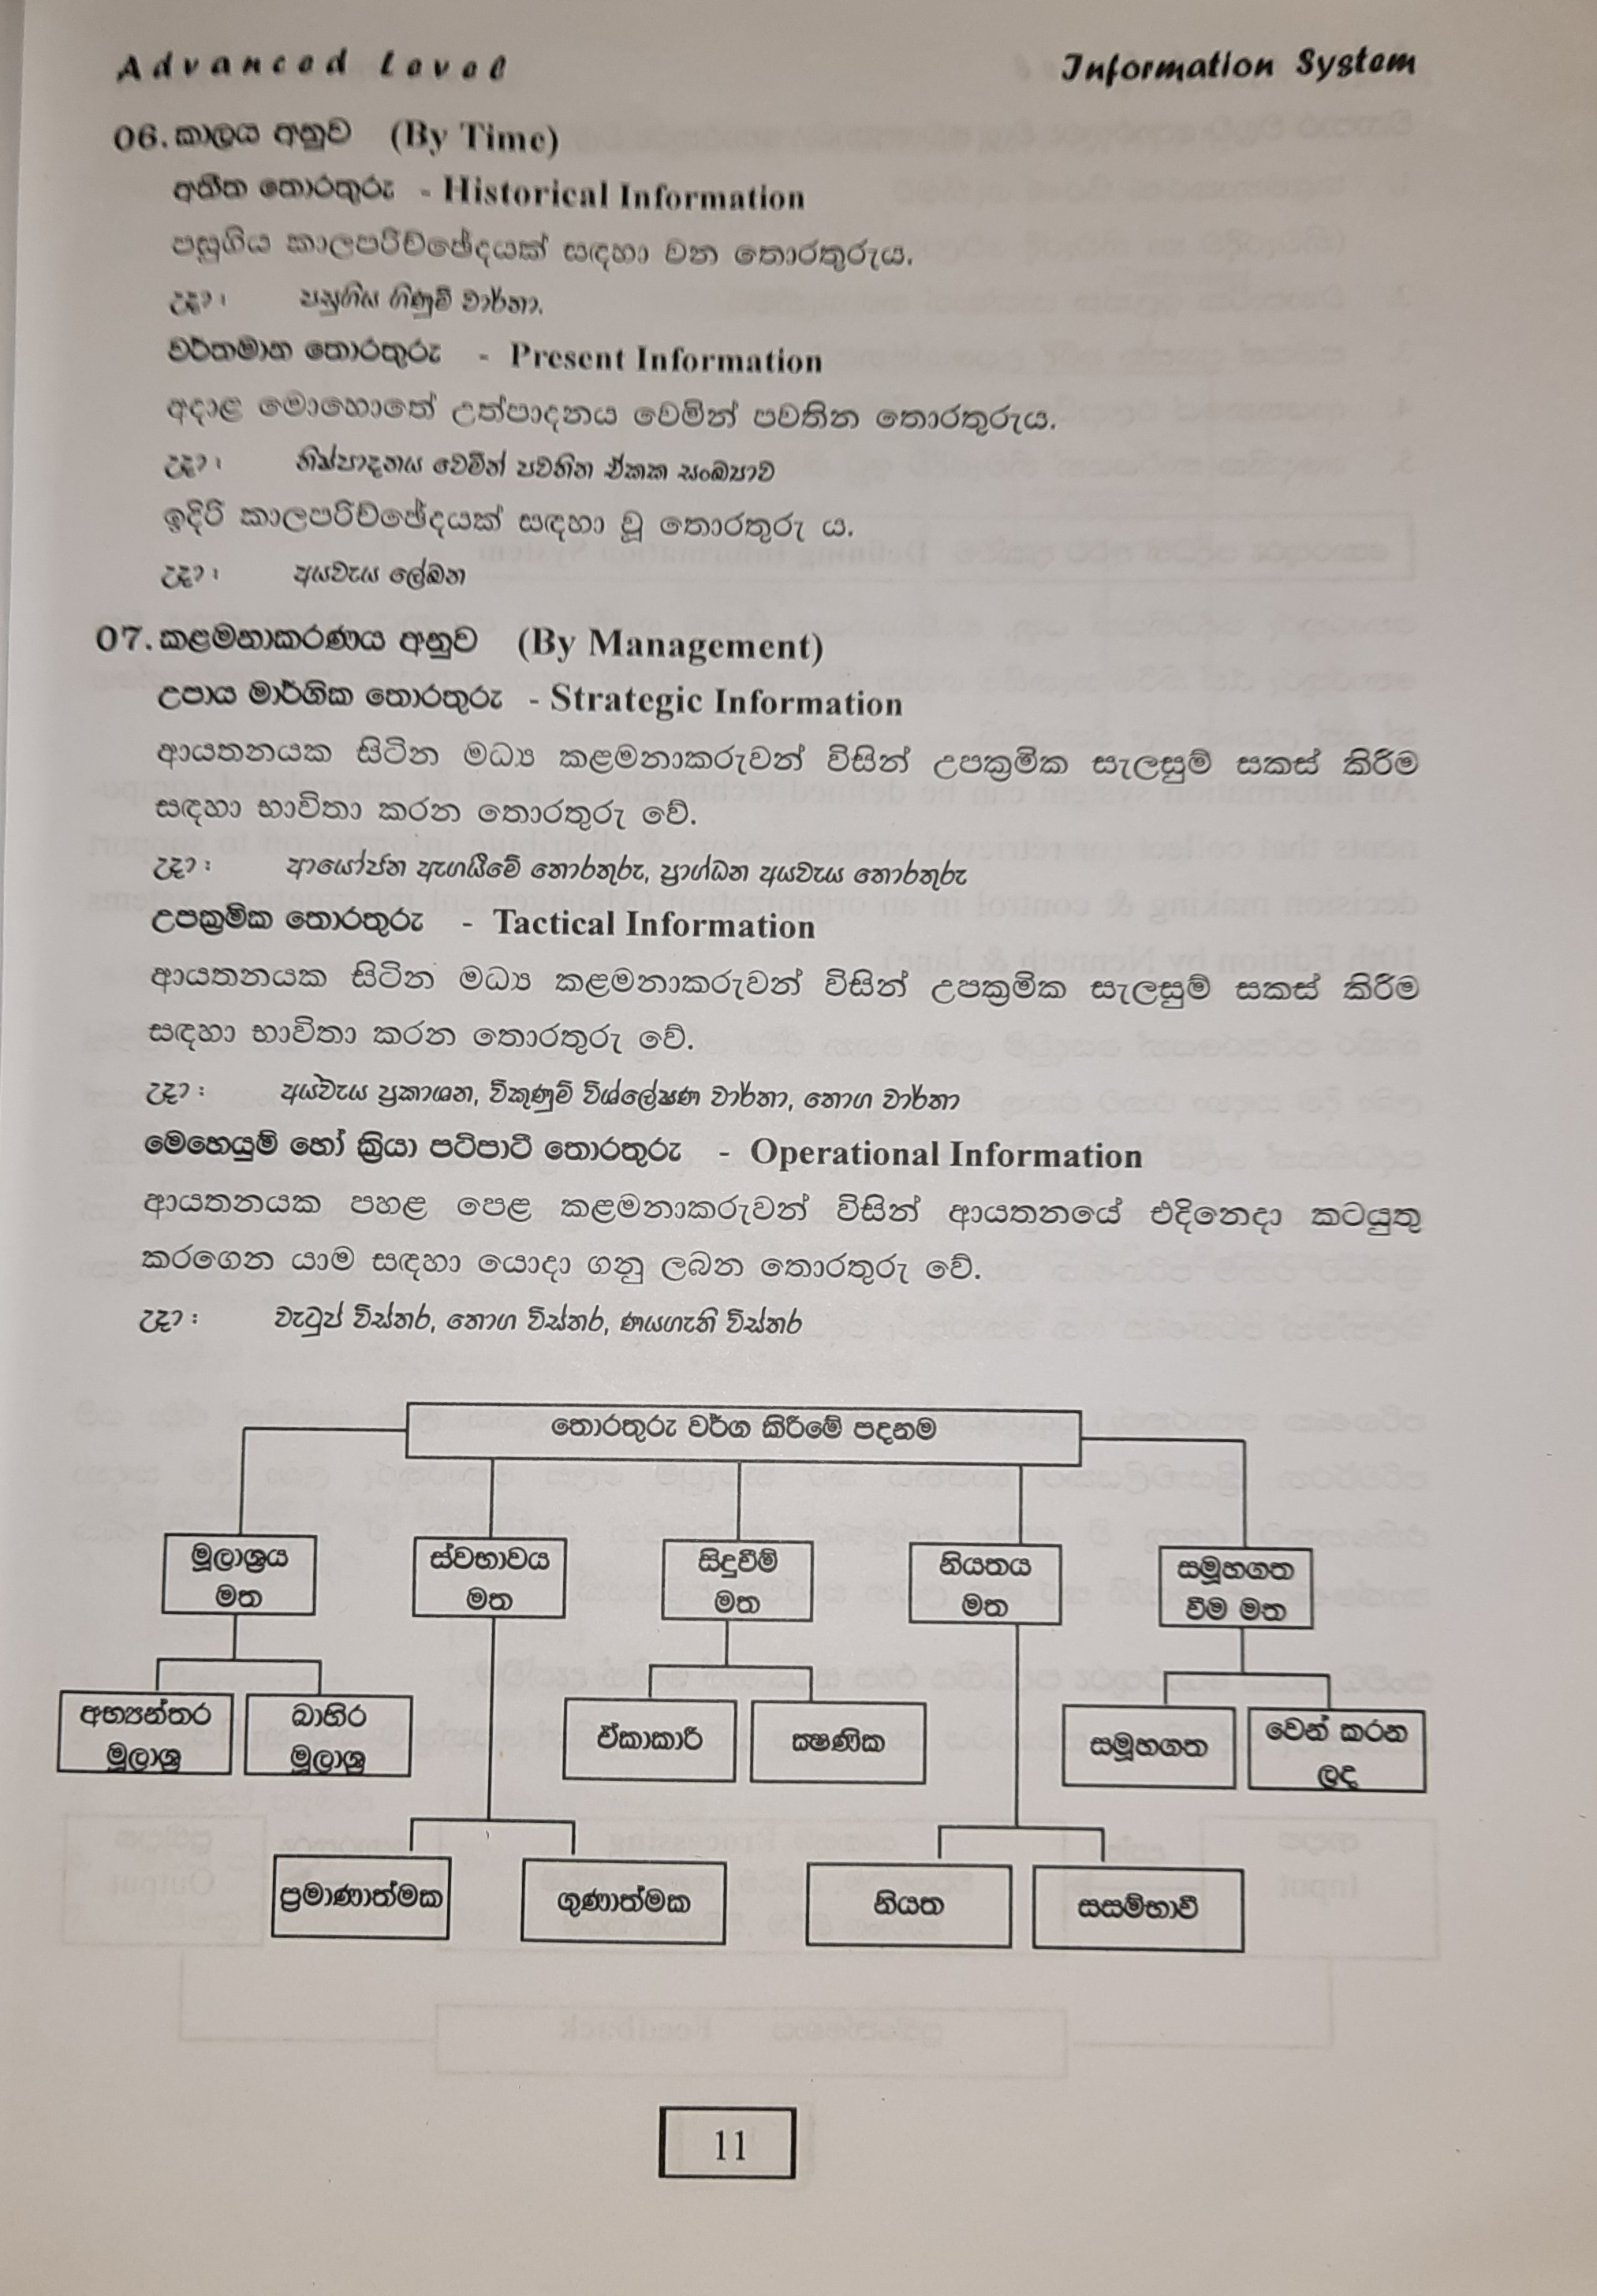 Advanced Level
Information System
06. කාලය අනුව (By Time)
අතීත තොරතුරු - Historical Information
පසුගිය කාලපරිච්ඡේදයක් සඳහා වන තොරතුරුය.
උදා : පසුගිය ගිණුම් වාර්තා.
වර්තමාන තොරතුරු - Present Information
අදාළ මොහොතේ උත්පාදනය වෙමින් පවතින තොරතුරුය.
උදා : නිෂ්පාදනය වෙමින් පවතින ඒකක සංඛ්‍යාව
ඉදිරි කාලපරිච්ඡේදයක් සඳහා වූ තොරතුරු ය.
උදා : අයවැය ලේඛන
07. කළමනාකරණය අනුව (By Management)
උපාය මාර්ගික තොරතුරු - Strategic Information
ආයතනයක සිටින මධ්‍ය කළමනාකරුවන් විසින් උපක්‍රමික සැලසුම් සකස් කිරීම
සඳහා භාවිතා කරන තොරතුරු වේ.
උදා : ආයෝජන ඇගයීමේ තොරතුරු, ප්‍රාග්ධන අයවැය තොරතුරු
උපක්‍රමික තොරතුරු - Tactical Information
ආයතනයක සිටින මධ්‍ය කළමනාකරුවන් විසින් උපක්‍රමික සැලසුම් සකස් කිරීම
සඳහා භාවිතා කරන තොරතුරු වේ.
උදා : අයවැය ප්‍රකාශන, විකුණුම් විශ්ලේෂණ වාර්තා, තොග වාර්තා
මෙහෙයුම් හෝ ක්‍රියා පටිපාටි තොරතුරු - Operational Information
ආයතනයක පහළ පෙළ කළමනාකරුවන් විසින් ආයතනයේ එදිනෙදා කටයුතු
කරගෙන යාම සඳහා යොදා ගනු ලබන තොරතුරු වේ.
උදා : වැටුප් විස්තර, තොග විස්තර, ණයගැති විස්තර
තොරතුරු වර්ග කිරීමේ පදනම
මූලාශ්‍රය
මත
ස්වභාවය
මත
සිදුවීම්
මත
නියතය
මත
සමූහගත
වීම මත
අභ්‍යන්තර
මූලාශ්‍ර
බාහිර
මූලාශ්‍ර
ඒකාකාරී
ක්‍ෂණික
සමූහගත
වෙන් කරන
ලද
ප්‍රමාණාත්මක
ගුණාත්මක
නියත
සසම්භාවී
11